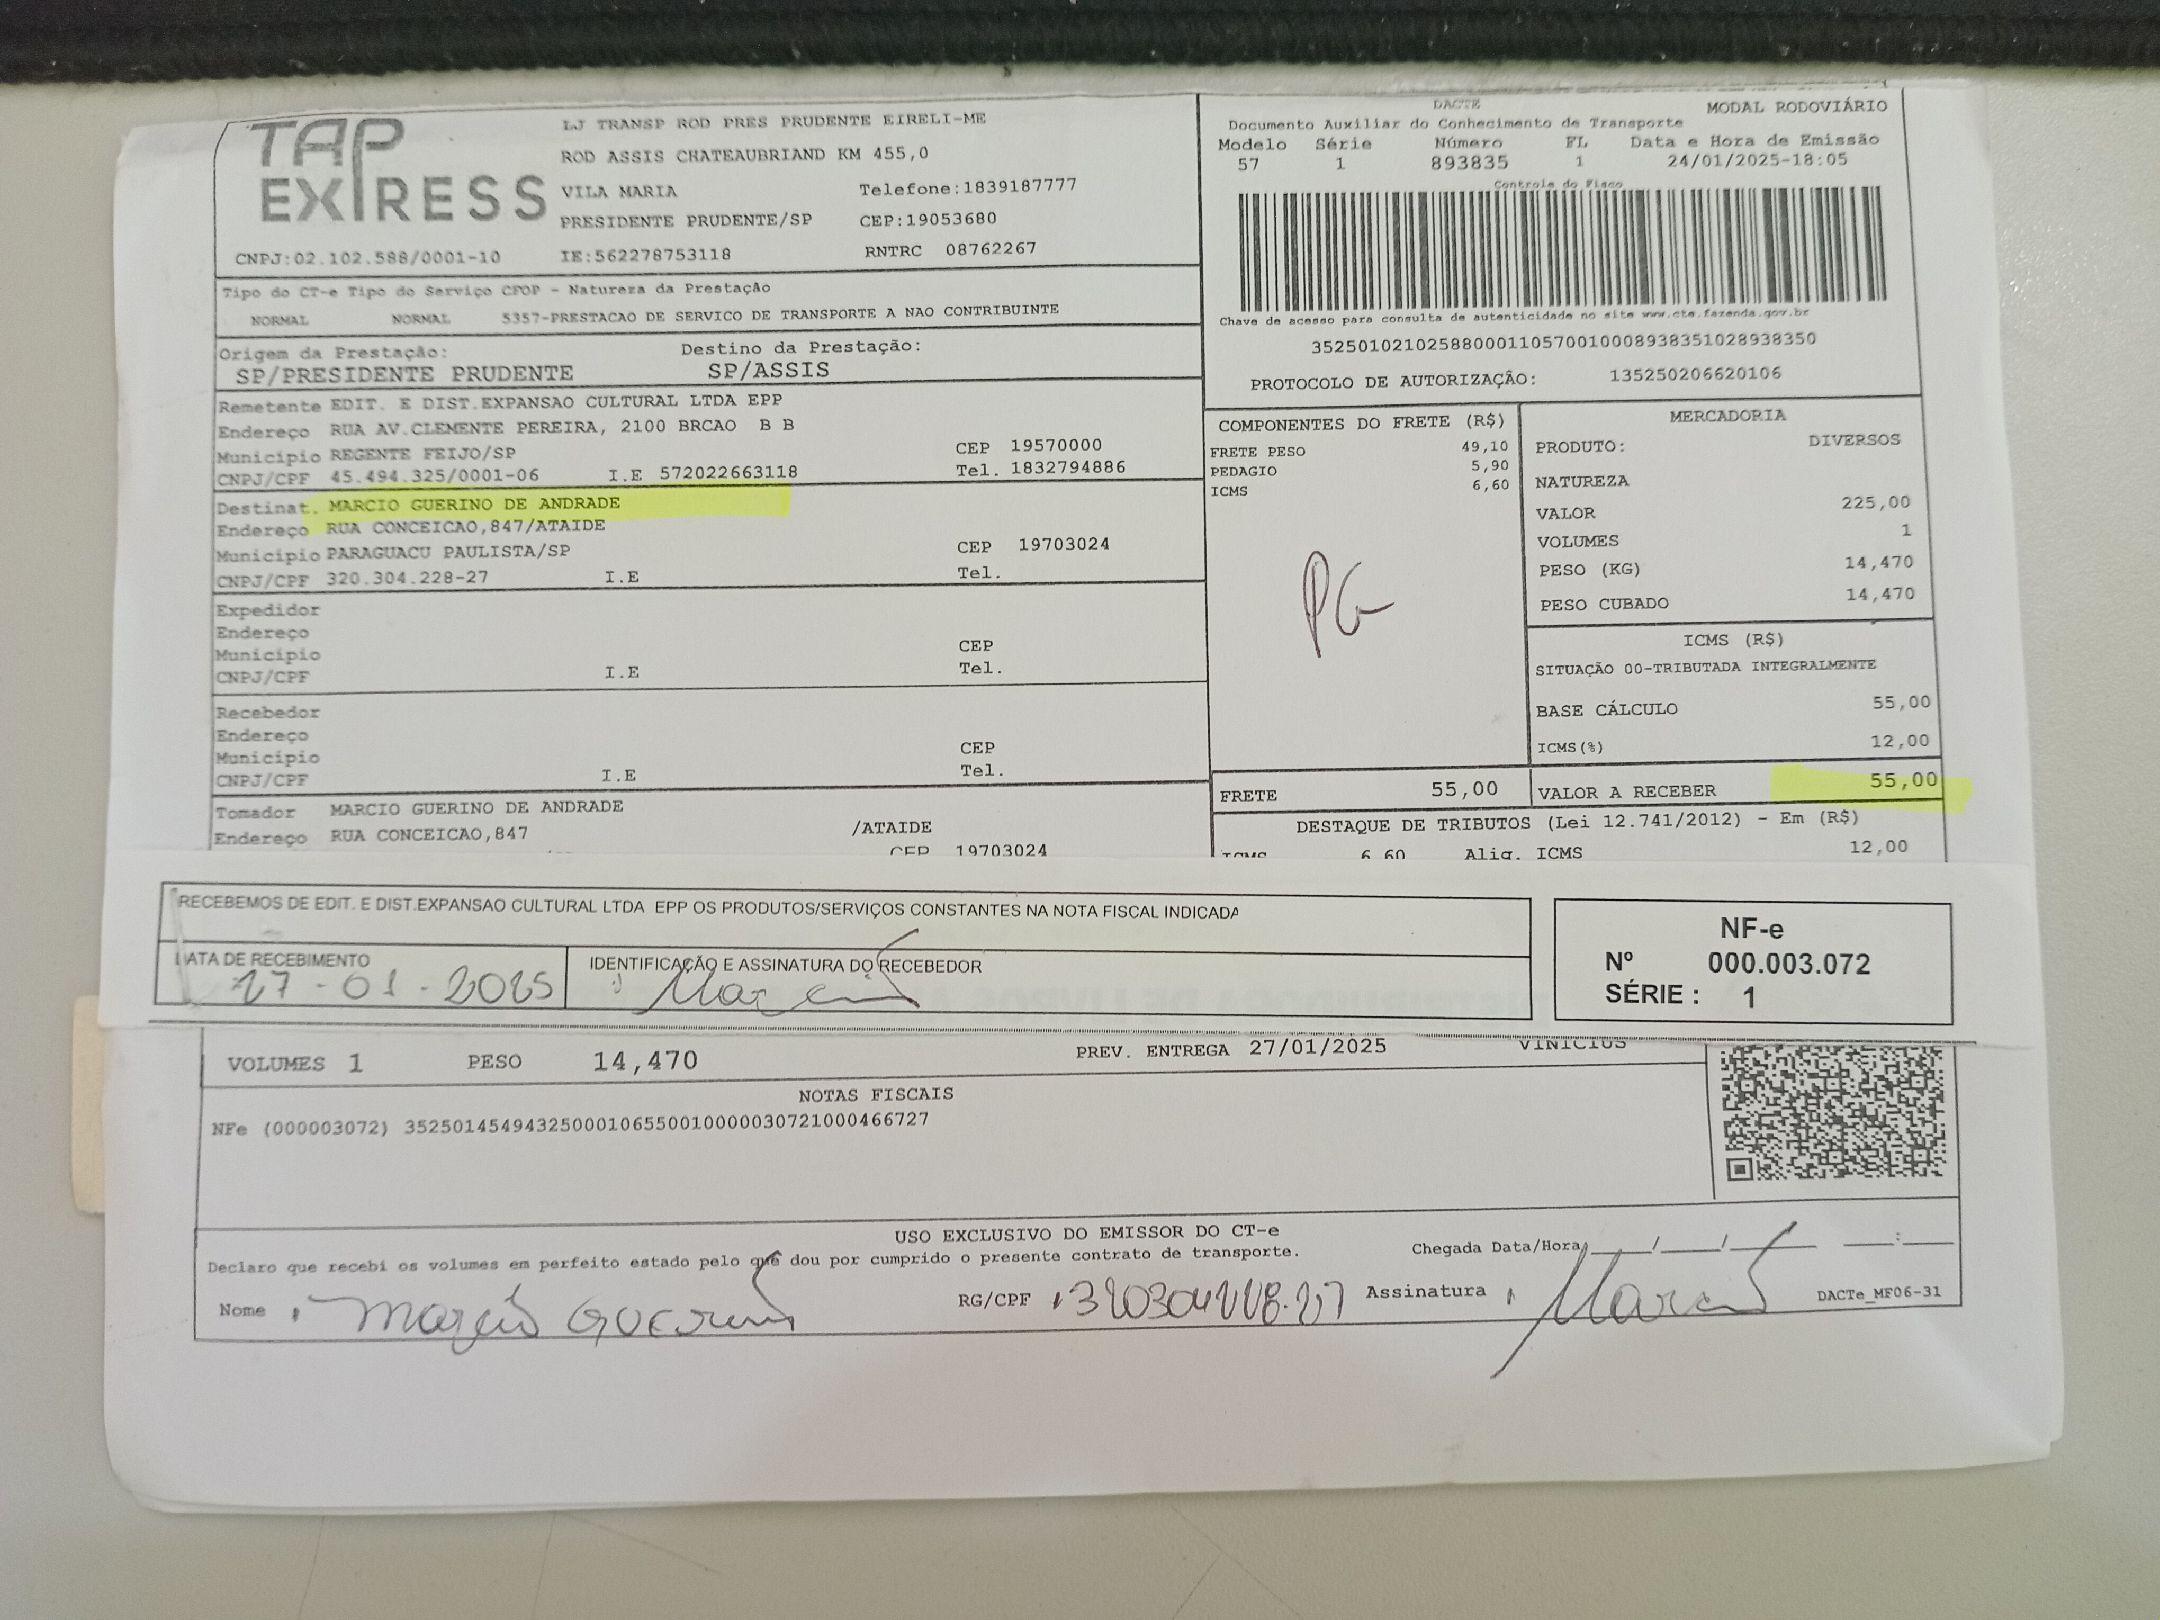 TAP EXPRESS
LJ TRANSP ROD PRES PRUDENTE EIRELI-ME
ROD ASSIS CHATEAUBRIAND KM 455,0
VILA MARIA Telefone:1839187777
PRESIDENTE PRUDENTE/SP CEP:19053680
CNPJ:02.102.588/0001-10 IE:562278753118 RNTRC 08762267
Tipo do CT-e Tipo do Serviço CFOP - Natureza da Prestação
NORMAL NORMAL 5357-PRESTACAO DE SERVICO DE TRANSPORTE A NAO CONTRIBUINTE
Origem da Prestação: Destino da Prestação:
SP/PRESIDENTE PRUDENTE SP/ASSIS
Remetente EDIT. E DIST.EXPANSAO CULTURAL LTDA EPP
Endereço RUA AV.CLEMENTE PEREIRA, 2100 BRCAO B B
Município REGENTE FEIJO/SP CEP 19570000
CNPJ/CPF 45.494.325/0001-06 I.E 572022663118 Tel. 1832794886
Destinat. MARCIO GUERINO DE ANDRADE
Endereço RUA CONCEICAO,847/ATAIDE
Município PARAGUACU PAULISTA/SP CEP 19703024
CNPJ/CPF 320.304.228-27 I.E Tel.
Expedidor
Endereço
Município CEP
CNPJ/CPF I.E Tel.
Recebedor
Endereço
Município CEP
CNPJ/CPF I.E Tel.
Tomador MARCIO GUERINO DE ANDRADE
Endereço RUA CONCEICAO,847 /ATAIDE
CEP 19703024
DACTE MODAL RODOVIÁRIO
Documento Auxiliar do Conhecimento de Transporte
Modelo Série Número FL Data e Hora de Emissão
57 1 893835 1 24/01/2025-18:05
Controle do Fisco
Chave de acesso para consulta de autenticidade no site www.cte.fazenda.gov.br
35250102102588000110570010008938351028938350
PROTOCOLO DE AUTORIZAÇÃO: 135250206620106
COMPONENTES DO FRETE (R$)
FRETE PESO 49,10
PEDAGIO 5,90
ICMS 6,60
PG
FRETE 55,00
MERCADORIA
PRODUTO: DIVERSOS
NATUREZA
VALOR 225,00
VOLUMES 1
PESO (KG) 14,470
PESO CUBADO 14,470
ICMS (R$)
SITUAÇÃO 00-TRIBUTADA INTEGRALMENTE
BASE CÁLCULO 55,00
ICMS(%) 12,00
VALOR A RECEBER 55,00
DESTAQUE DE TRIBUTOS (Lei 12.741/2012) - Em (R$)
ICMS 6,60 Aliq. ICMS 12,00
RECEBEMOS DE EDIT. E DIST.EXPANSAO CULTURAL LTDA EPP OS PRODUTOS/SERVIÇOS CONSTANTES NA NOTA FISCAL INDICADA
DATA DE RECEBIMENTO IDENTIFICAÇÃO E ASSINATURA DO RECEBEDOR
27-01-2025
NF-e
Nº 000.003.072
SÉRIE : 1
VOLUMES 1 PESO 14,470 PREV. ENTREGA 27/01/2025 VINICIUS
NOTAS FISCAIS
NFe (000003072) 35250145494325000106550010000030721000466727
USO EXCLUSIVO DO EMISSOR DO CT-e
Declaro que recebi os volumes em perfeito estado pelo que dou por cumprido o presente contrato de transporte. Chegada Data/Hora ___/___/___ ___:___
Nome Marcio Guerino RG/CPF 320304228.27 Assinatura DACTe_MF06-31